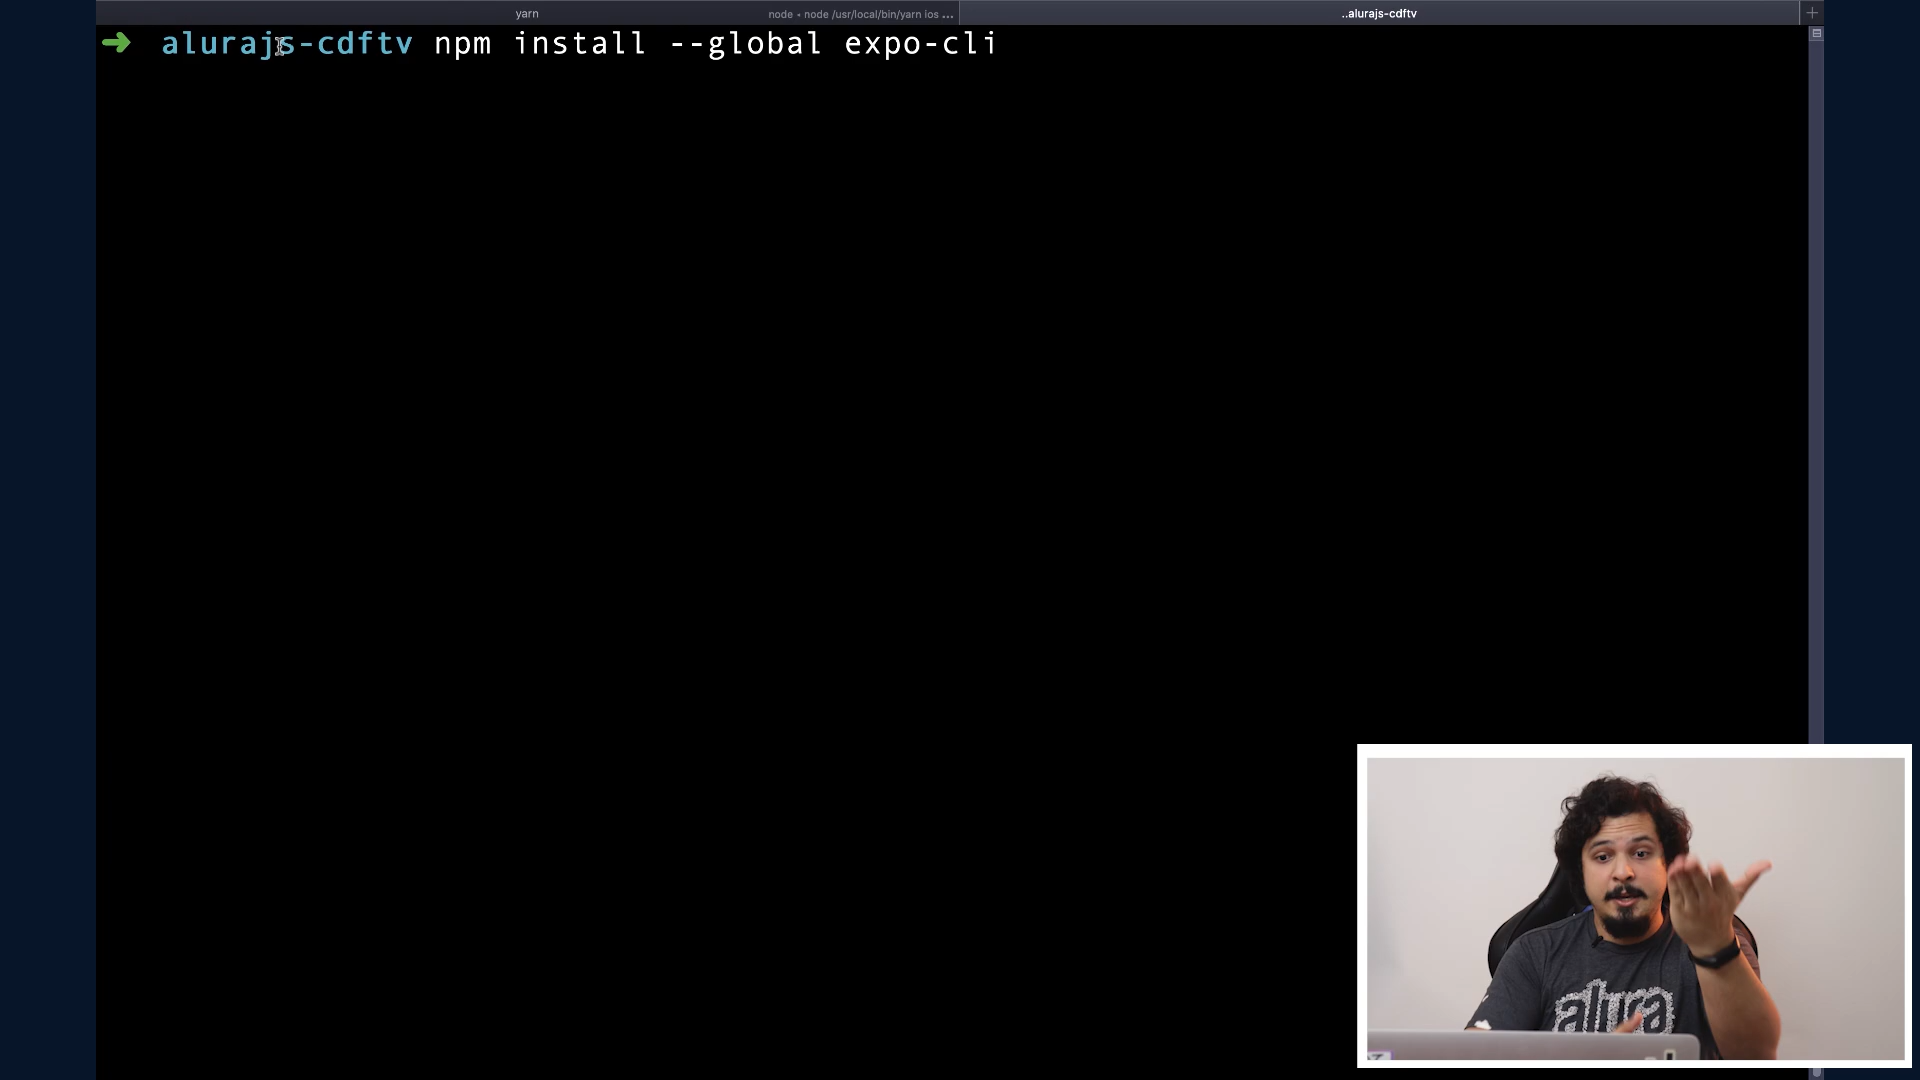 yarn
node • node /usr/local/bin/yarn ios ...
..alurajs-cdftv
➜ alurajs-cdftv npm install --global expo-cli
alura